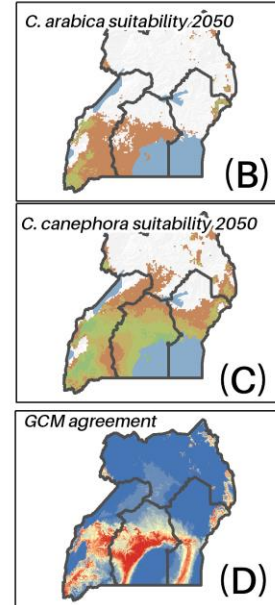 C. arabica suitability 2050
(B)
C. canephora suitability 2050
(C)
GCM agreement
(D)